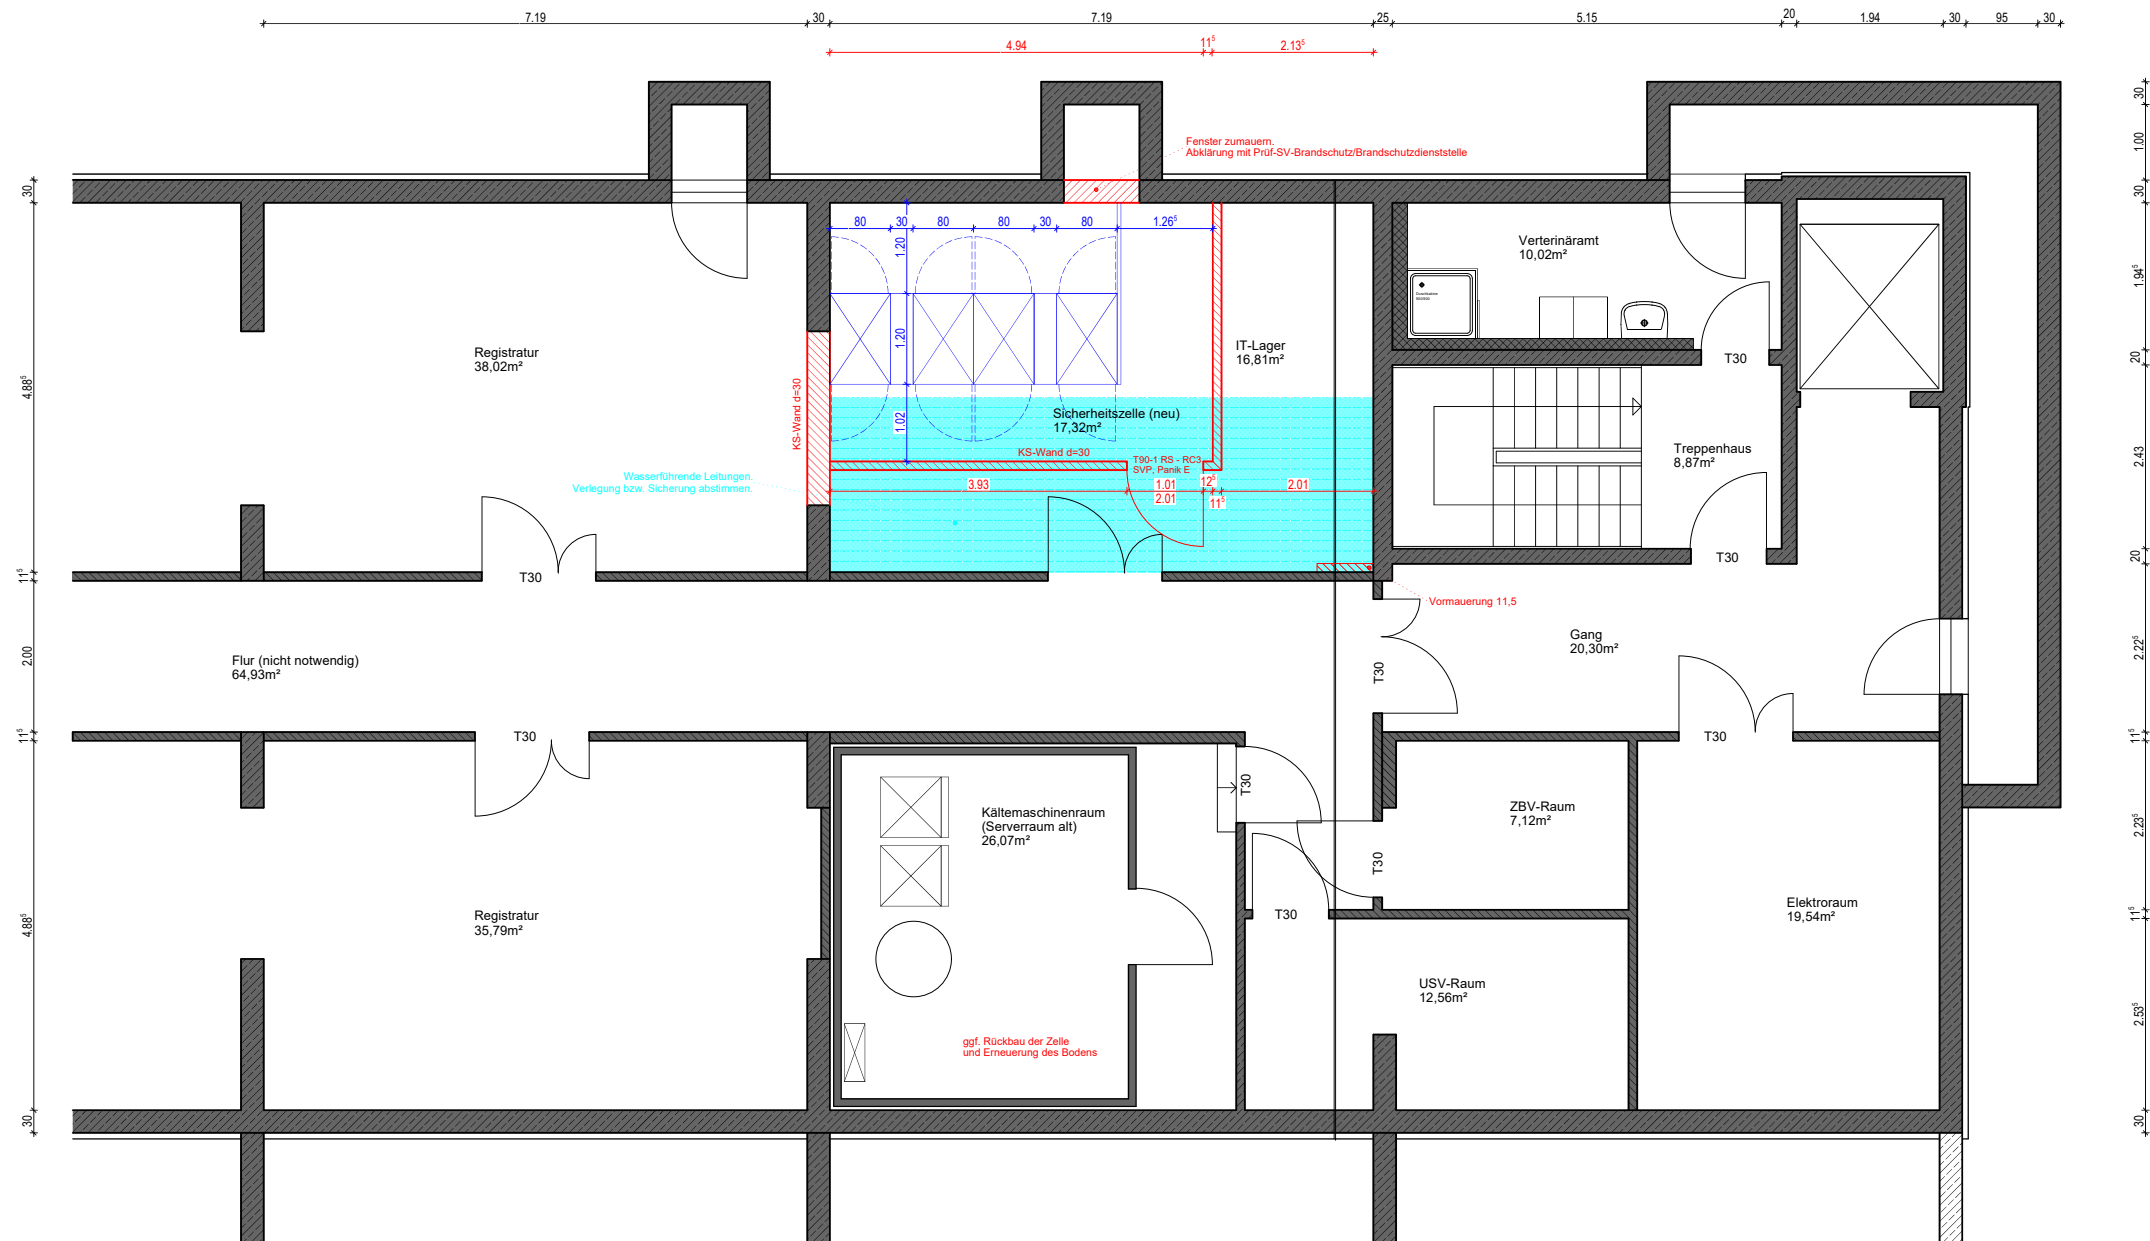 7.19
30
7.19
25
5.15
20
1.94
30
95
30
4.94
11⁵
2.13⁵
Fenster zumauern.
Abklärung mit Prüf-SV-Brandschutz/Brandschutzdienststelle
30
1.00
30
1.94⁵
20
2.43
20
2.22⁵
11⁵
2.23⁵
11⁵
2.53⁵
30
30
4.88⁵
11⁵
2.00
11⁵
4.88⁵
30
80
30
80
80
30
80
1.26⁵
1.20
1.20
1.02
Verterinäramt
10,02m²
Duschkabine
T30
Registratur
38,02m²
IT-Lager
16,81m²
KS-Wand d=30
Sicherheitszelle (neu)
17,32m²
Treppenhaus
8,87m²
KS-Wand d=30
T90-1 RS - RC3
SVP, Panik E
Wasserführende Leitungen.
Verlegung bzw. Sicherung abstimmen.
3.93
1.01
2.01
12⁵
11⁵
2.01
T30
T30
Vormauerung 11,5
Gang
20,30m²
Flur (nicht notwendig)
64,93m²
T30
T30
T30
T30
Kältemaschinenraum
(Serverraum alt)
26,07m²
ZBV-Raum
7,12m²
T30
T30
Registratur
35,79m²
Elektroraum
19,54m²
USV-Raum
12,56m²
ggf. Rückbau der Zelle
und Erneuerung des Bodens